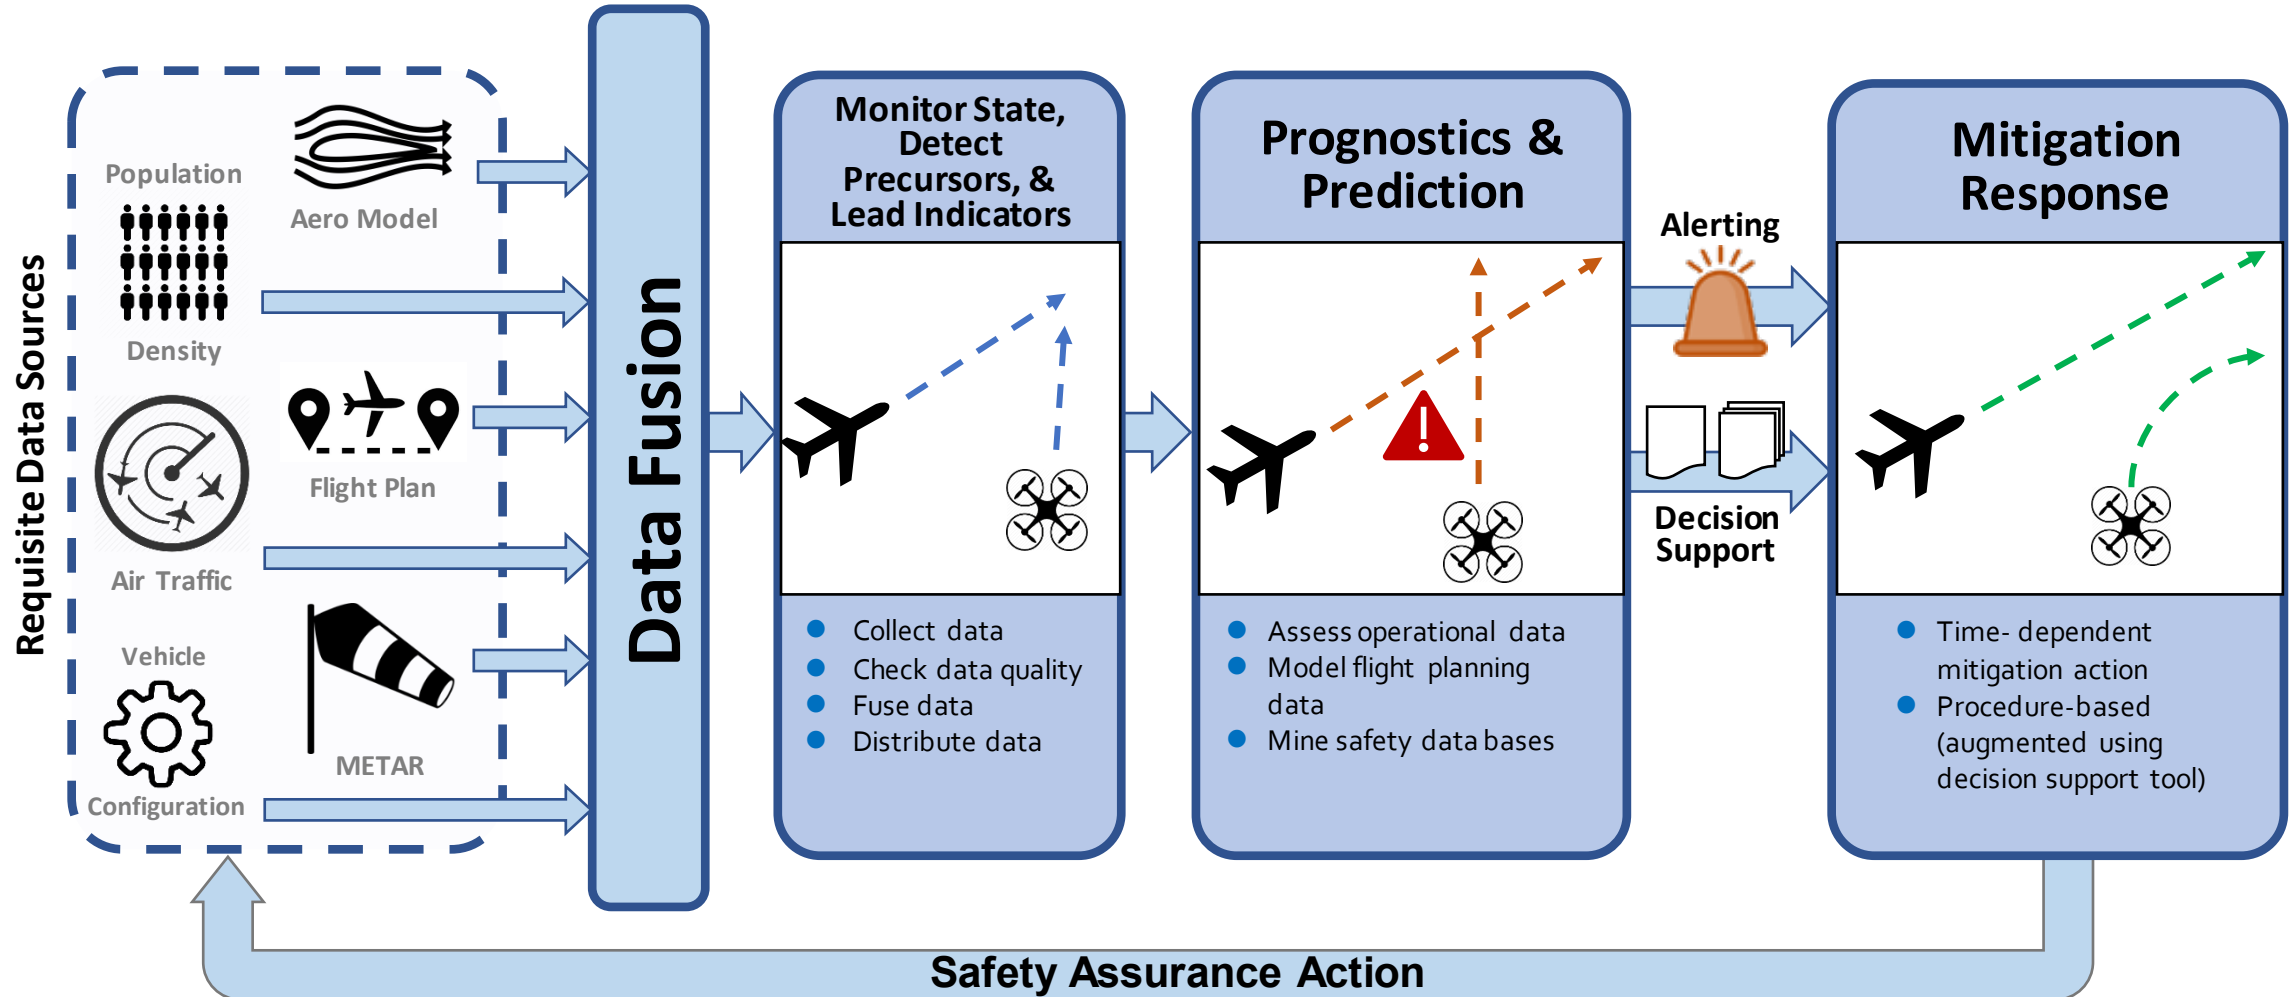 Requisite Data Sources
Population
Density
Aero Model
Air Traffic
Flight Plan
Vehicle
Configuration
METAR
Data Fusion
Monitor State,
Detect
Precursors, &
Lead Indicators
Collect data
Check data quality
Fuse data
Distribute data
Prognostics &
Prediction
Assess operational data
Model flight planning
data
Mine safety data bases
Alerting
Decision
Support
Mitigation
Response
Time- dependent
mitigation action
Procedure-based
(augmented using
decision support tool)
Safety Assurance Action